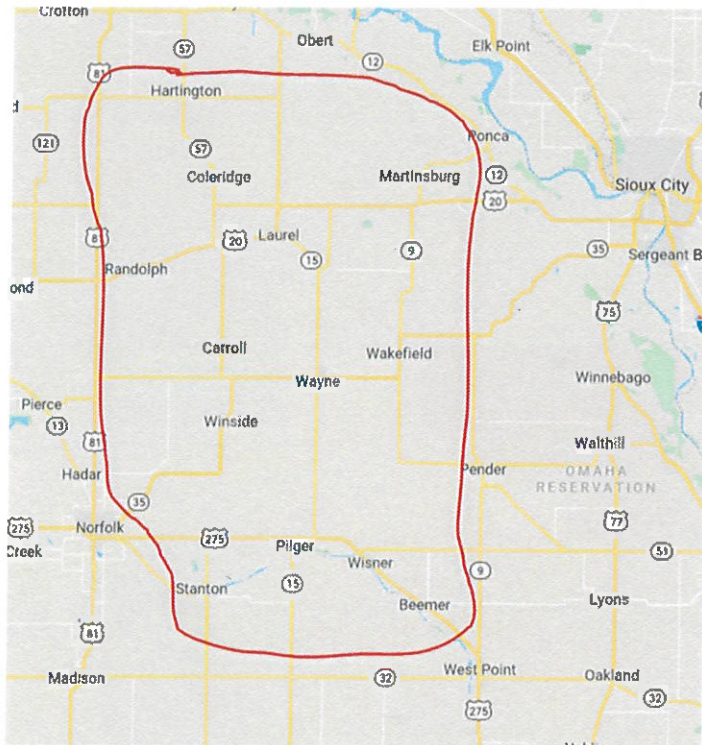 Crofton
57
Obert
Elk Point
81
12
Hartington
d
121
57
Ponca
Coleridge
Martinsburg
12
Sioux City
20
81
20
Laurel
15
9
35
Sergeant B
Randolph
ond
75
Carroll
Wakefield
Wayne
Winnebago
Pierce
13
Winside
81
Walthill
Hadar
Pender
OMAHA
RESERVATION
35
275
Norfolk
77
Creek
275
Pilger
51
Wisner
9
Stanton
15
Beemer
Lyons
81
West Point
Madison
32
Oakland
32
275